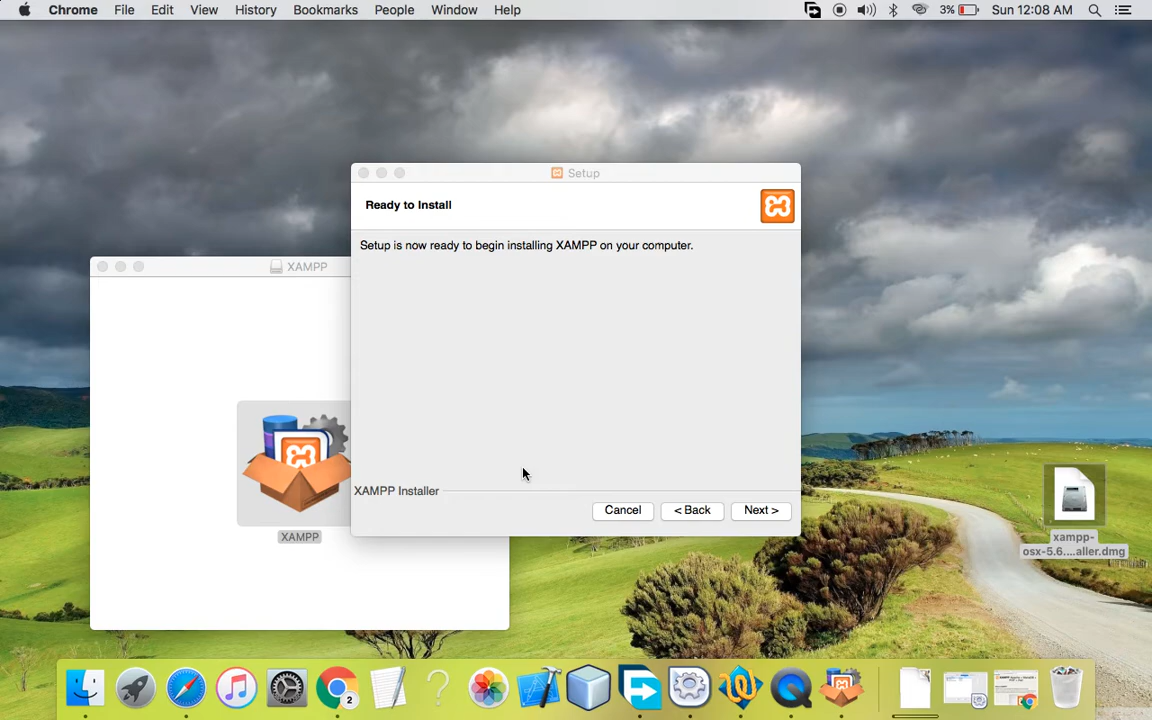 Chrome File Edit View History Bookmarks People Window Help 3% Sun 12:08 AM
Setup
Ready to Install
Setup is now ready to begin installing XAMPP on your computer.
XAMPP
XAMPP
XAMPP Installer
Cancel < Back Next >
xampp-
osx-5.6....aller.dmg
2